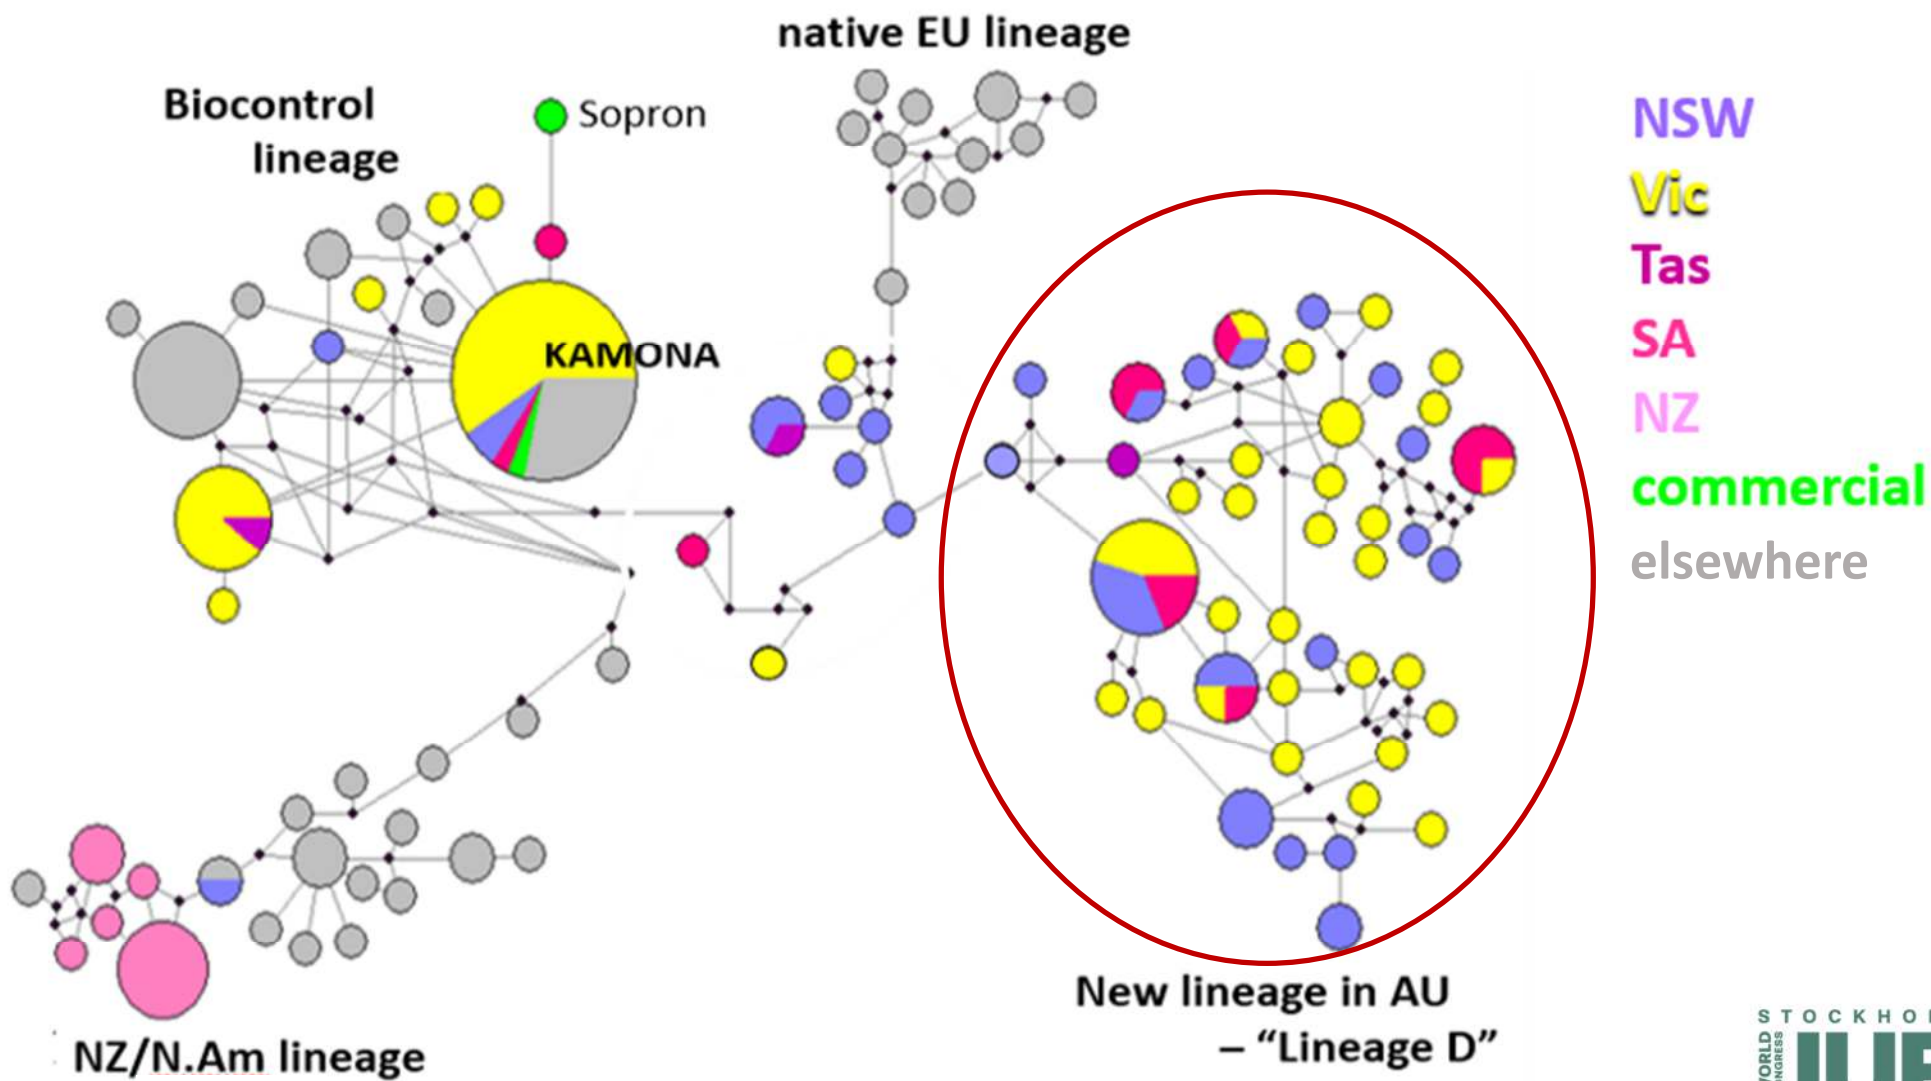 native EU lineage
Biocontrol
lineage
Sopron
KAMONA
NSW
Vic
Tas
SA
NZ
commercial
elsewhere
New lineage in AU
– “Lineage D”
NZ/N.Am lineage
STOCKHO